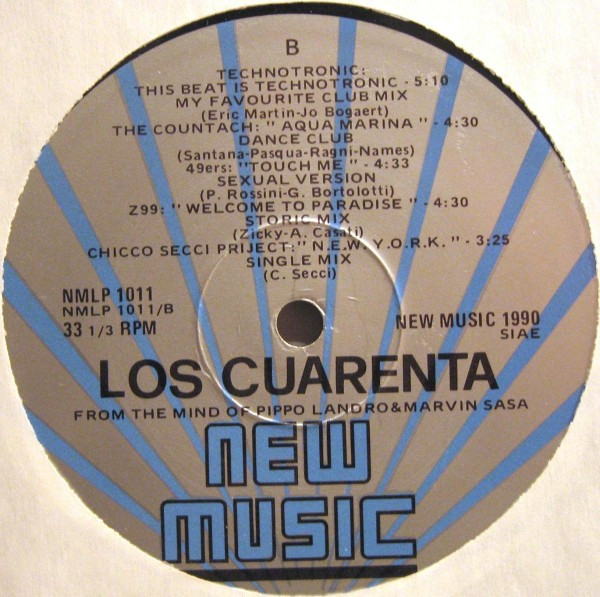 B
TECHNOTRONIC:
THIS BEAT IS TECHNOTRONIC - 5:10
MY FAVOURITE CLUB MIX
(Eric Martin-Jo Bogaert)
THE COUNTACH: " AQUA MARINA " - 4:30
DANCE CLUB
(Santana-Pasqua-Ragni-Names)
49ers: "TOUCH ME" - 4:33
SEXUAL VERSION
(P. Rossini-G. Bortolotti)
Z99: " WELCOME TO PARADISE " - 4:30
STORIC MIX
(Zicky-A. Casati)
CHICCO SECCI PRIJECT:" N.E.W. Y.O.R.K. " - 3:25
SINGLE MIX
(C. Secci)
NMLP 1011
NMLP 1011/B
33 1/3 RPM
NEW MUSIC 1990
SIAE
LOS CUARENTA
FROM THE MIND OF PIPPO LANDRO&MARVIN SASA
NEW
MUSIC